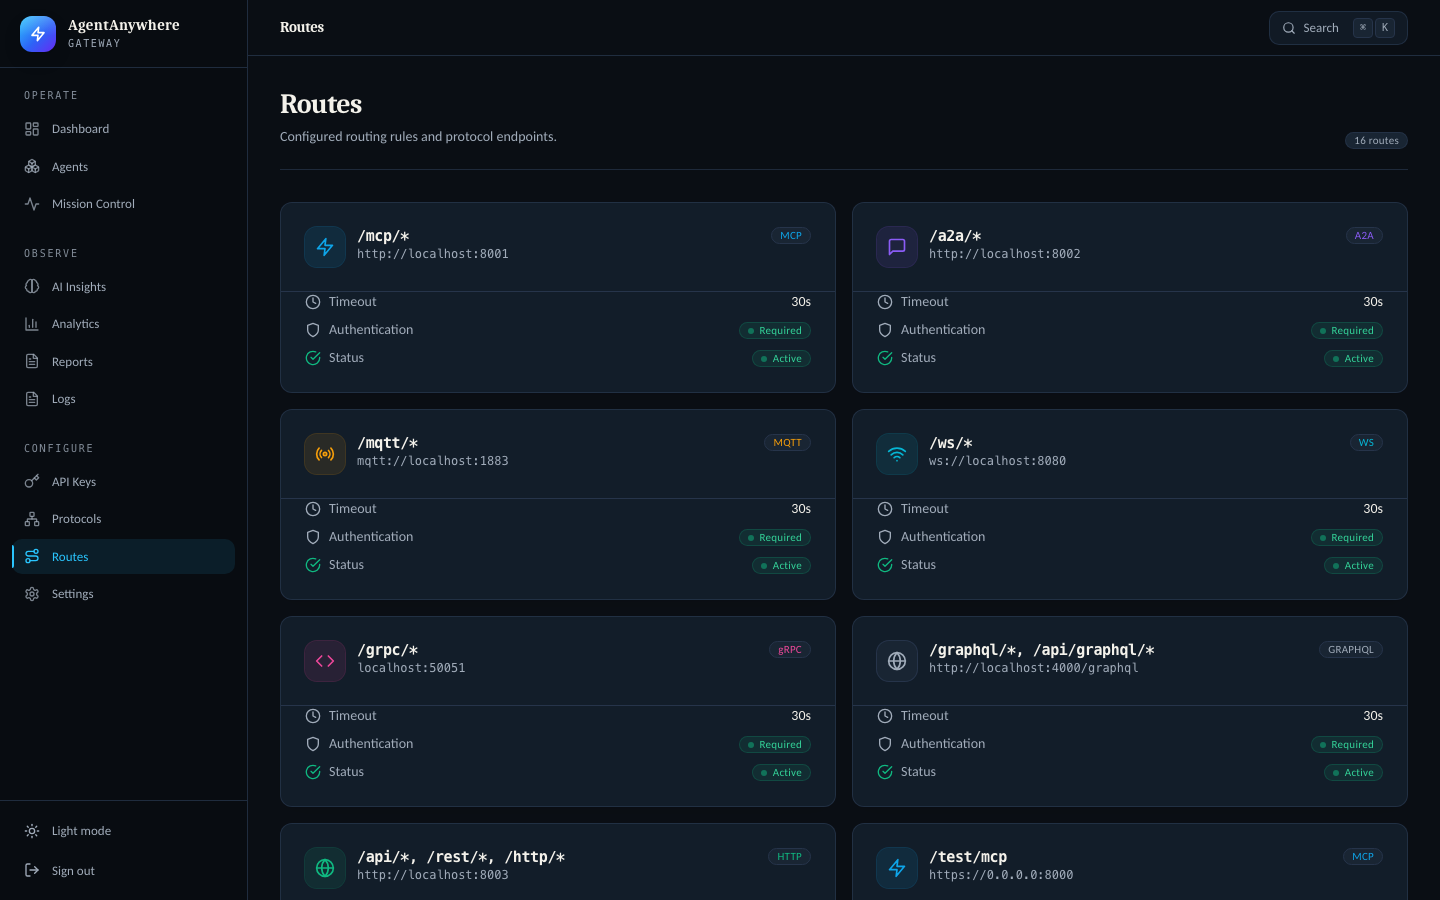 AgentAnywhere
GATEWAY
OPERATE
Dashboard
Agents
Mission Control
OBSERVE
AI Insights
Analytics
Reports
Logs
CONFIGURE
API Keys
Protocols
Routes
Settings
Light mode
Sign out
Routes
Search ⌘ K
Routes
Configured routing rules and protocol endpoints.
16 routes
/mcp/*
MCP
http://localhost:8001
Timeout 30s
Authentication Required
Status Active
/a2a/*
A2A
http://localhost:8002
Timeout 30s
Authentication Required
Status Active
/mqtt/*
MQTT
mqtt://localhost:1883
Timeout 30s
Authentication Required
Status Active
/ws/*
WS
ws://localhost:8080
Timeout 30s
Authentication Required
Status Active
/grpc/*
gRPC
localhost:50051
Timeout 30s
Authentication Required
Status Active
/graphql/*, /api/graphql/*
GRAPHQL
http://localhost:4000/graphql
Timeout 30s
Authentication Required
Status Active
/api/*, /rest/*, /http/*
HTTP
http://localhost:8003
/test/mcp
MCP
https://0.0.0.0:8000